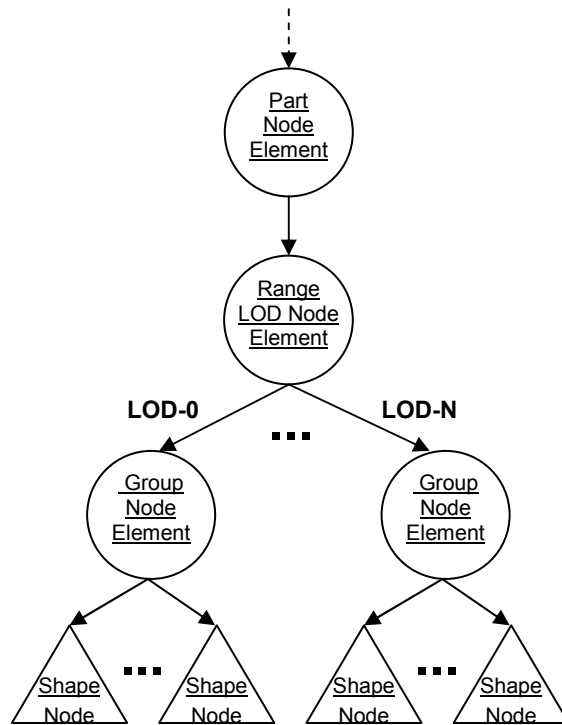 Part
Node
Element
Range
LOD Node
Element
LOD-0
LOD-N
Group
Node
Element
Group
Node
Element
Shape
Node
Shape
Node
Shape
Node
Shape
Node